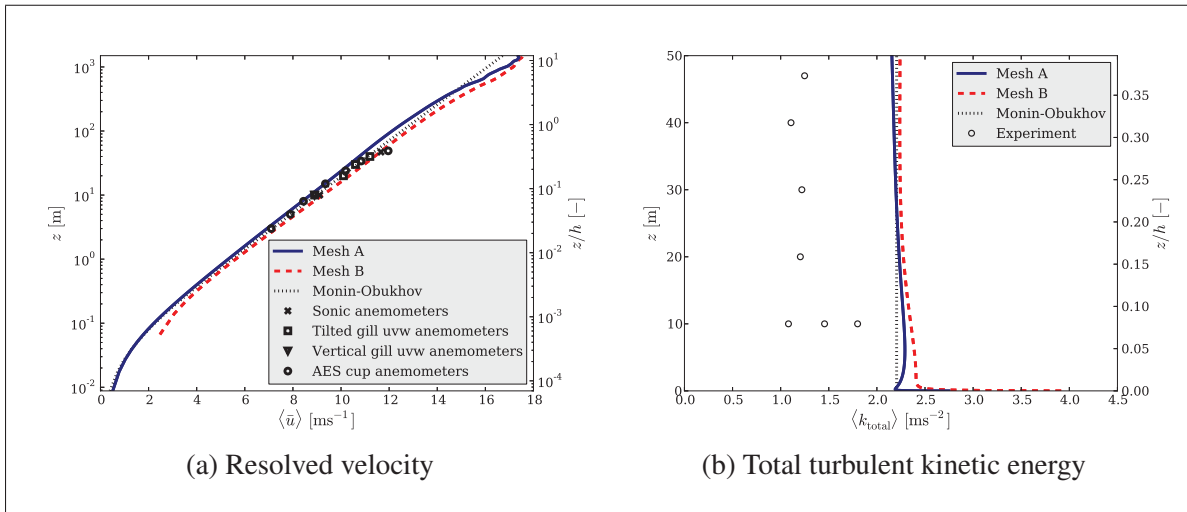 10³
10²
10¹
10⁰
10⁻¹
10⁻²
z [m]
10¹
10⁰
10⁻¹
10⁻²
10⁻³
10⁻⁴
z/h [−]
Mesh A
Mesh B
Monin-Obukhov
Sonic anemometers
Tilted gill uvw anemometers
Vertical gill uvw anemometers
AES cup anemometers
0 2 4 6 8 10 12 14 16 18
⟨ū⟩ [ms⁻¹]
(a) Resolved velocity
50
40
30
20
10
0
z [m]
0.35
0.30
0.25
0.20
0.15
0.10
0.05
0.00
z/h [−]
Mesh A
Mesh B
Monin-Obukhov
Experiment
0.0 0.5 1.0 1.5 2.0 2.5 3.0 3.5 4.0 4.5
⟨k_total⟩ [ms⁻²]
(b) Total turbulent kinetic energy